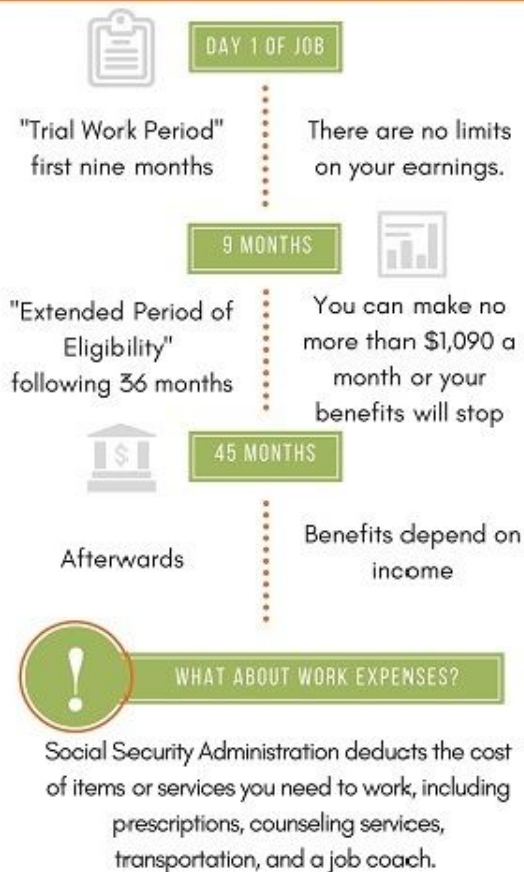 DAY 1 OF JOB
"Trial Work Period"
first nine months
There are no limits
on your earnings.
9 MONTHS
"Extended Period of
Eligibility"
following 36 months
You can make no
more than $1,090 a
month or your
benefits will stop
$
45 MONTHS
Afterwards
Benefits depend on
income
!
WHAT ABOUT WORK EXPENSES?
Social Security Administration deducts the cost
of items or services you need to work, including
prescriptions, counseling services,
transportation, and a job coach.